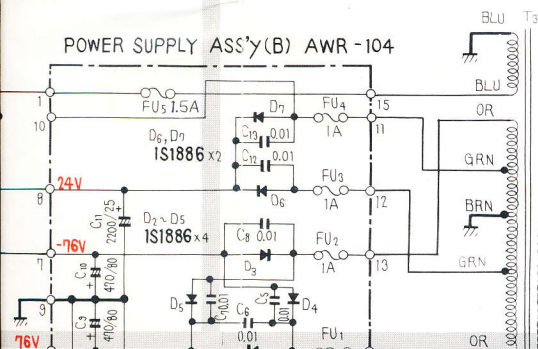 BLU T3
POWER SUPPLY ASS'Y(B) AWR-104
BLU
1 FU5 1.5A 15
OR
10 D7 FU4 11
C13 0.01 1A
D6, D7
1S1886 x2 C12 0.01
GRN
24V FU3
8 D6 1A 12
C11 2200/25 + D2 ~ D5
1S1886 x4 BRN
C8 0.01
-76V FU2
7 C10 470/80 + D3 1A 13
GRN
9 D5 C7 0.01 C5 0.01 D4
C9 470/80 + C6
0.01
76V FU1 OR